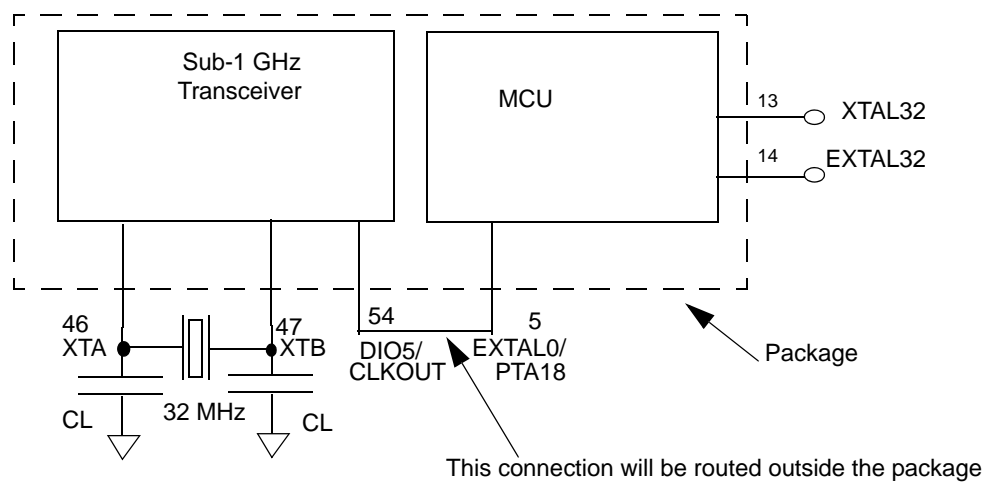 Sub-1 GHz
Transceiver
MCU
13
XTAL32
14
EXTAL32
46
XTA
47
XTB
54
DIO5/
CLKOUT
5
EXTAL0/
PTA18
Package
CL
32 MHz
CL
This connection will be routed outside the package